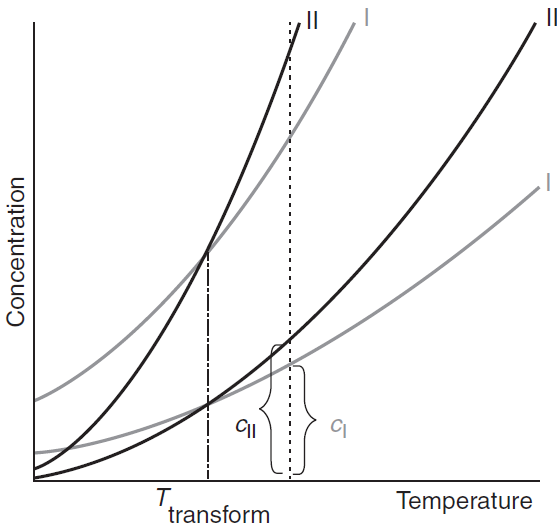 II
I
II
I
Concentration
cII
cI
Ttransform
Temperature